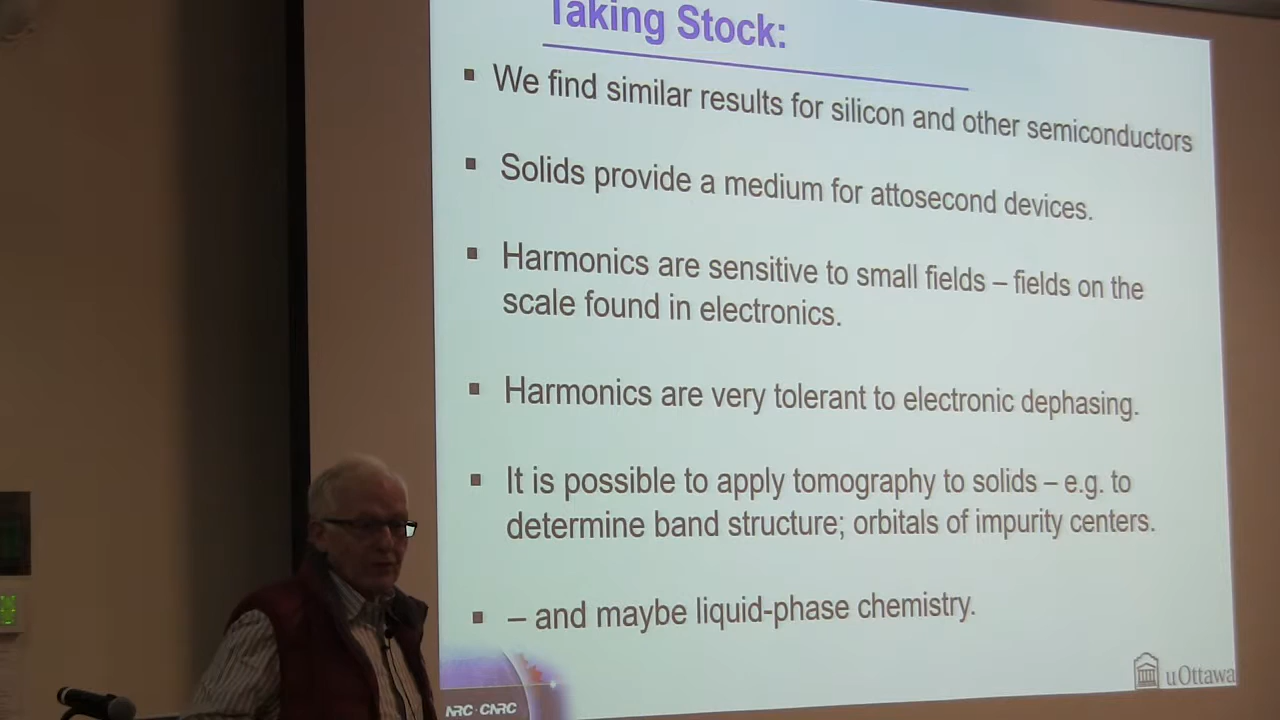 Taking Stock:
▪ We find similar results for silicon and other semiconductors
▪ Solids provide a medium for attosecond devices.
▪ Harmonics are sensitive to small fields – fields on the
scale found in electronics.
▪ Harmonics are very tolerant to electronic dephasing.
▪ It is possible to apply tomography to solids – e.g. to
determine band structure; orbitals of impurity centers.
▪ – and maybe liquid-phase chemistry.
NRC·CNRC
uOttawa